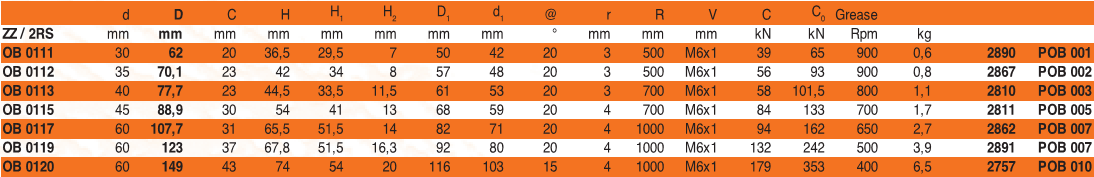 d D C H H1 H2 D1 d1 @ r R V C C0 Grease
ZZ / 2RS mm mm mm mm mm mm mm mm ° mm mm mm kN kN Rpm kg
OB 0111 30 62 20 36,5 29,5 7 50 42 20 3 500 M6x1 39 65 900 0,6 2890 POB 001
OB 0112 35 70,1 23 42 34 8 57 48 20 3 500 M6x1 56 93 900 0,8 2867 POB 002
OB 0113 40 77,7 23 44,5 33,5 11,5 61 53 20 3 700 M6x1 58 101,5 800 1,1 2810 POB 003
OB 0115 45 88,9 30 54 41 13 68 59 20 4 700 M6x1 84 133 700 1,7 2811 POB 005
OB 0117 60 107,7 31 65,5 51,5 14 82 71 20 4 1000 M6x1 94 162 650 2,7 2862 POB 007
OB 0119 60 123 37 67,8 51,5 16,3 92 80 20 4 1000 M6x1 132 242 500 3,9 2891 POB 007
OB 0120 60 149 43 74 54 20 116 103 15 4 1000 M6x1 179 353 400 6,5 2757 POB 010